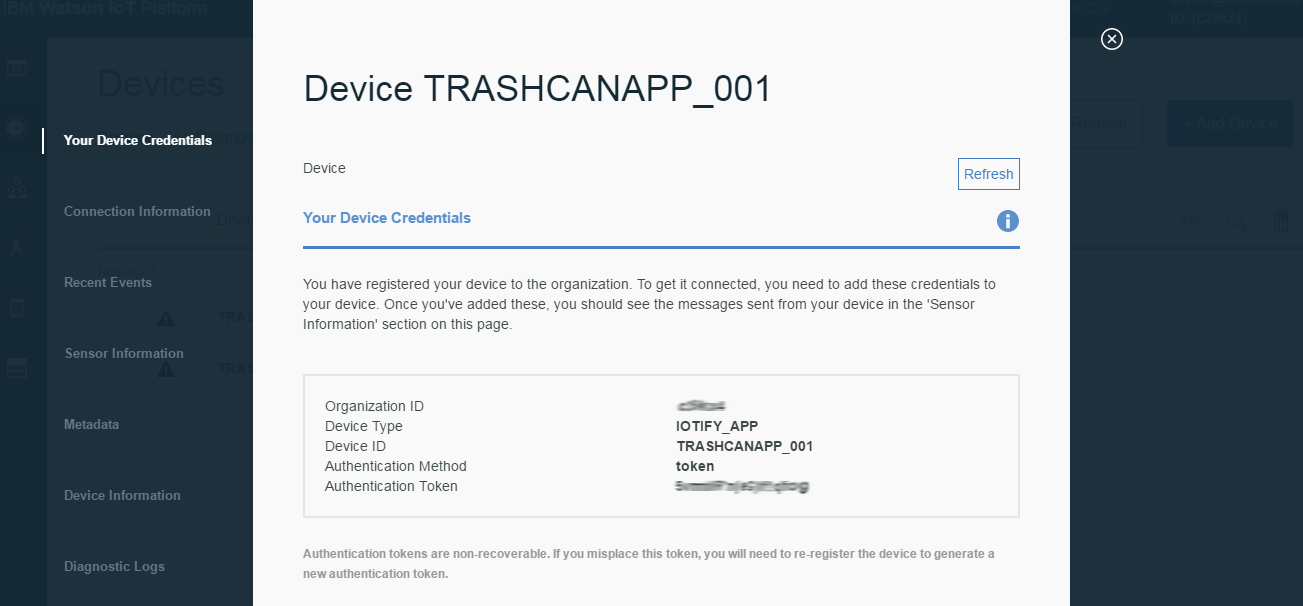 IBM Watson IoT Platform
ID: (c25kx4)
Devices
Device TRASHCANAPP_001
Refresh
+ Add Device
Your Device Credentials
Device
Refresh
Connection Information
Your Device Credentials
Recent Events
You have registered your device to the organization. To get it connected, you need to add these credentials to
your device. Once you've added these, you should see the messages sent from your device in the 'Sensor
Information' section on this page.
Sensor Information
Metadata
Device Information
Diagnostic Logs
Organization ID
Device Type IOTIFY_APP
Device ID TRASHCANAPP_001
Authentication Method token
Authentication Token
Authentication tokens are non-recoverable. If you misplace this token, you will need to re-register the device to generate a
new authentication token.